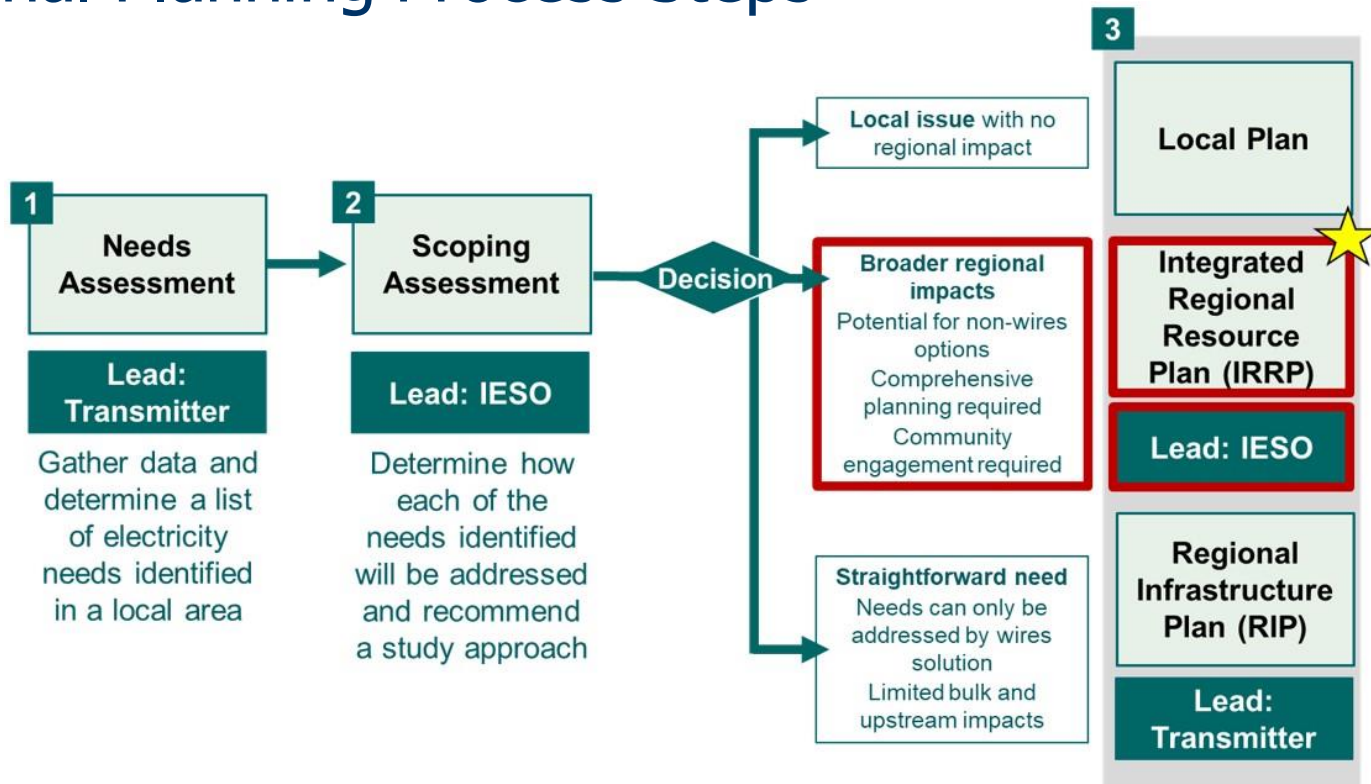 Planning Process Steps
3
Local issue with no
regional impact
Local Plan
1
Needs
Assessment
Lead:
Transmitter
Gather data and
determine a list
of electricity
needs identified
in a local area
2
Scoping
Assessment
Lead: IESO
Determine how
each of the
needs identified
will be addressed
and recommend
a study approach
Decision
Broader regional
impacts
Potential for non-wires
options
Comprehensive
planning required
Community
engagement required
Integrated
Regional
Resource
Plan (IRRP)
Lead: IESO
Straightforward need
Needs can only be
addressed by wires
solution
Limited bulk and
upstream impacts
Regional
Infrastructure
Plan (RIP)
Lead:
Transmitter